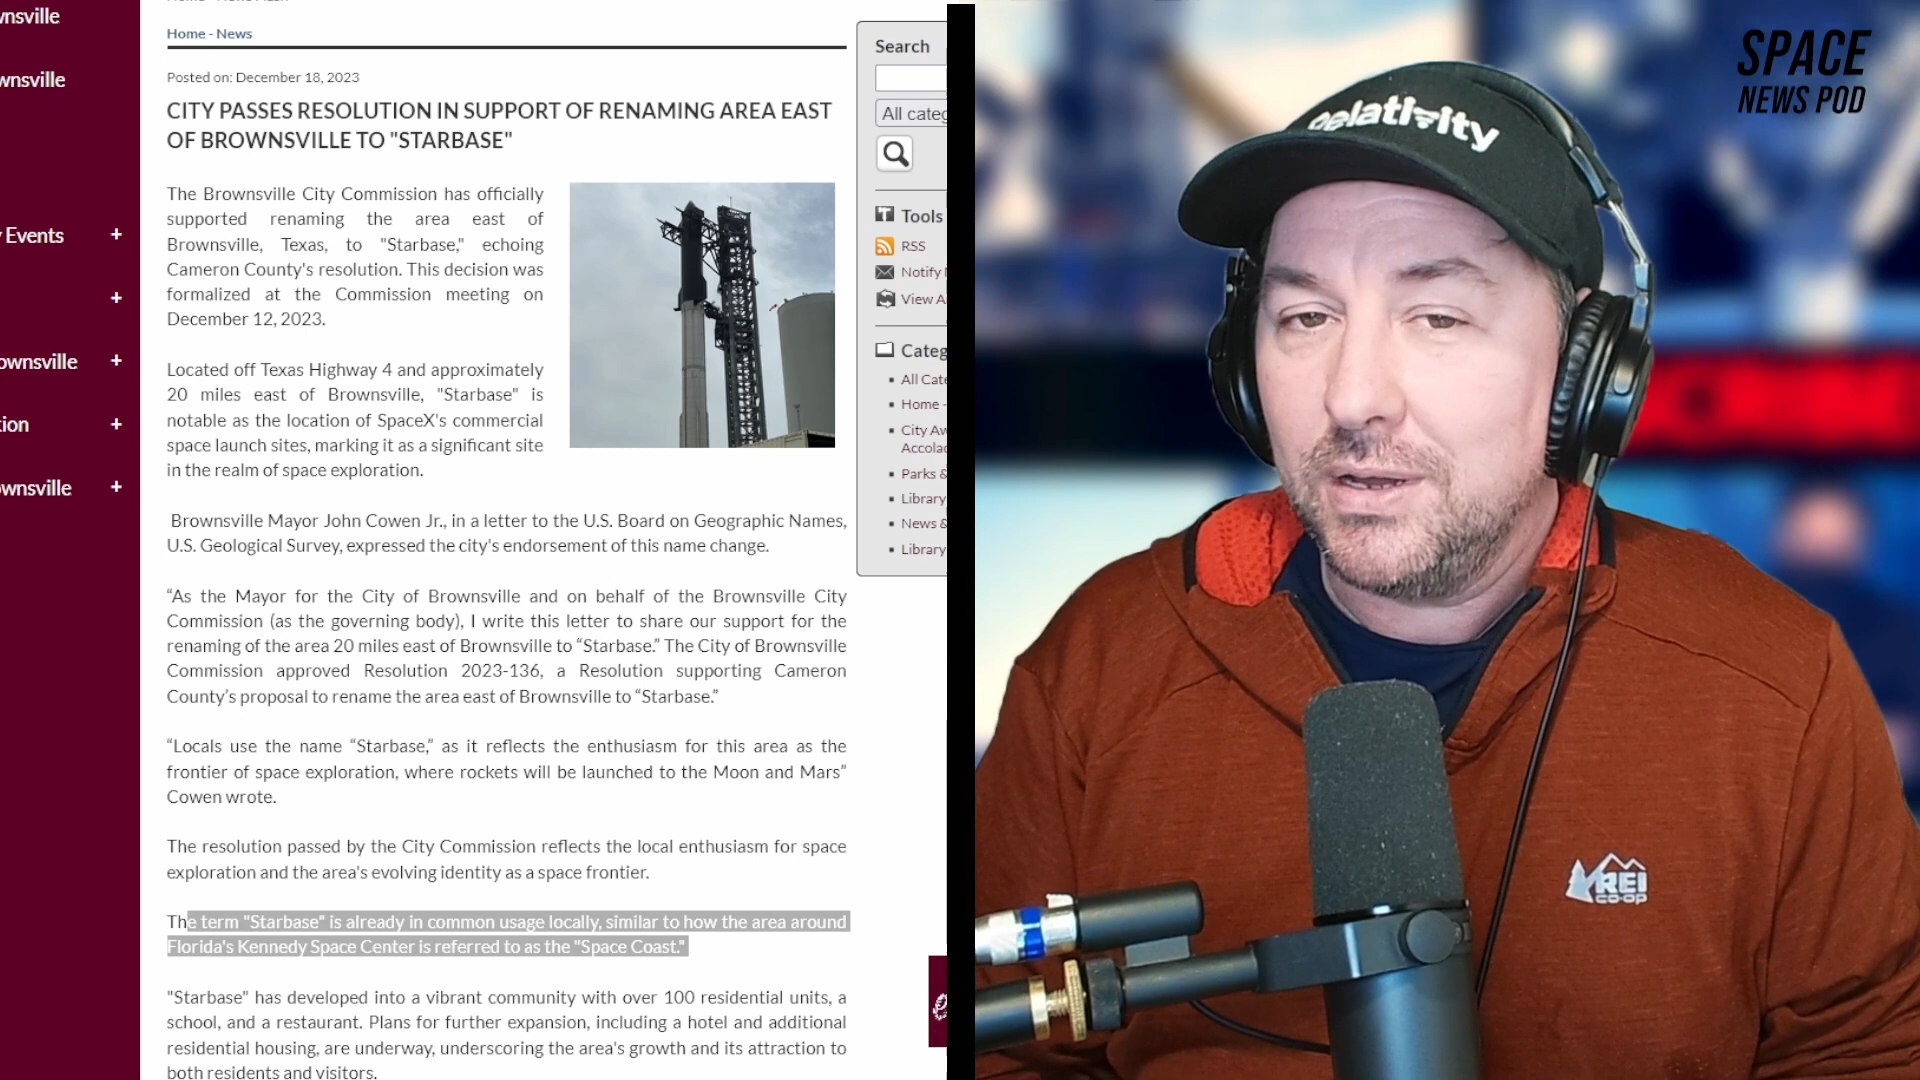 wnsville
wnsville
y Events +
+
ownsville +
tion +
ownsville +
Home - News
Posted on: December 18, 2023
CITY PASSES RESOLUTION IN SUPPORT OF RENAMING AREA EAST
OF BROWNSVILLE TO "STARBASE"
The Brownsville City Commission has officially
supported renaming the area east of
Brownsville, Texas, to "Starbase," echoing
Cameron County's resolution. This decision was
formalized at the Commission meeting on
December 12, 2023.
Located off Texas Highway 4 and approximately
20 miles east of Brownsville, "Starbase" is
notable as the location of SpaceX's commercial
space launch sites, marking it as a significant site
in the realm of space exploration.
Brownsville Mayor John Cowen Jr., in a letter to the U.S. Board on Geographic Names,
U.S. Geological Survey, expressed the city's endorsement of this name change.
“As the Mayor for the City of Brownsville and on behalf of the Brownsville City
Commission (as the governing body), I write this letter to share our support for the
renaming of the area 20 miles east of Brownsville to “Starbase.” The City of Brownsville
Commission approved Resolution 2023-136, a Resolution supporting Cameron
County’s proposal to rename the area east of Brownsville to “Starbase.”
“Locals use the name “Starbase,” as it reflects the enthusiasm for this area as the
frontier of space exploration, where rockets will be launched to the Moon and Mars”
Cowen wrote.
The resolution passed by the City Commission reflects the local enthusiasm for space
exploration and the area's evolving identity as a space frontier.
The term "Starbase" is already in common usage locally, similar to how the area around
Florida's Kennedy Space Center is referred to as the "Space Coast."
"Starbase" has developed into a vibrant community with over 100 residential units, a
school, and a restaurant. Plans for further expansion, including a hotel and additional
residential housing, are underway, underscoring the area's growth and its attraction to
both residents and visitors.
Search
All categ
Tools
RSS
Notify
View A
Categ
All Cate
Home -
City Aw
Accolad
Parks &
Library
News &
Library
SPACE
NEWS POD
Relativity
REI
CO·OP